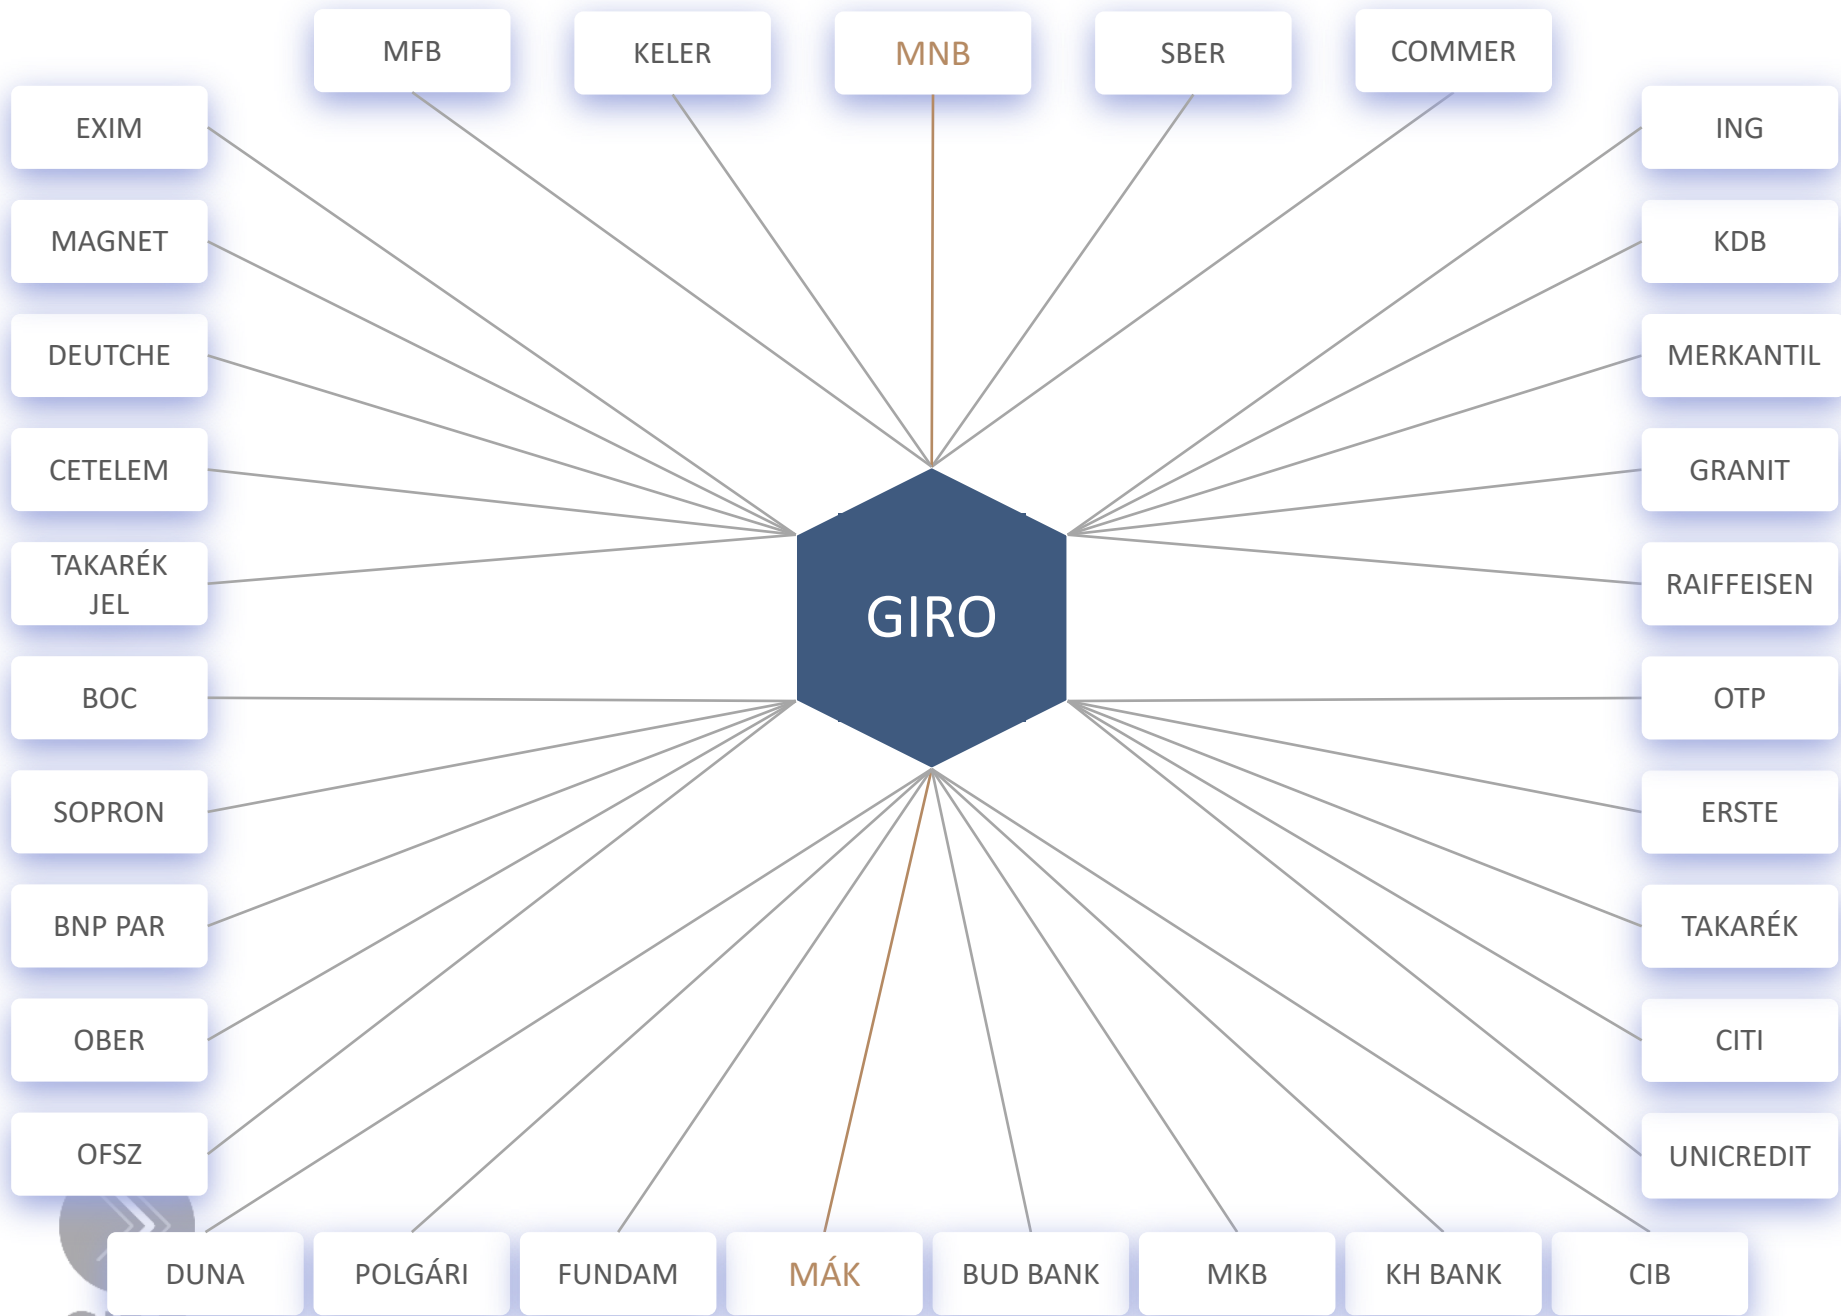 MFB
KELER
MNB
SBER
COMMER
EXIM
MAGNET
DEUTCHE
CETELEM
TAKARÉK
JEL
BOC
SOPRON
BNP PAR
OBER
OFSZ
GIRO
ING
KDB
MERKANTIL
GRANIT
RAIFFEISEN
OTP
ERSTE
TAKARÉK
CITI
UNICREDIT
DUNA
POLGÁRI
FUNDAM
MÁK
BUD BANK
MKB
KH BANK
CIB